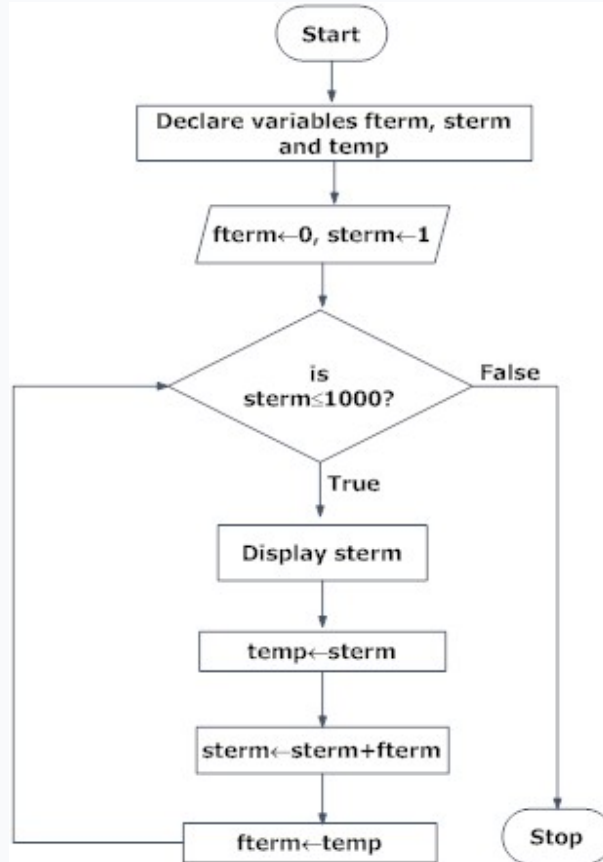 Start
Declare variables fterm, sterm
and temp
fterm←0, sterm←1
is
sterm≤1000?
False
True
Display sterm
temp←sterm
sterm←sterm+fterm
fterm←temp
Stop